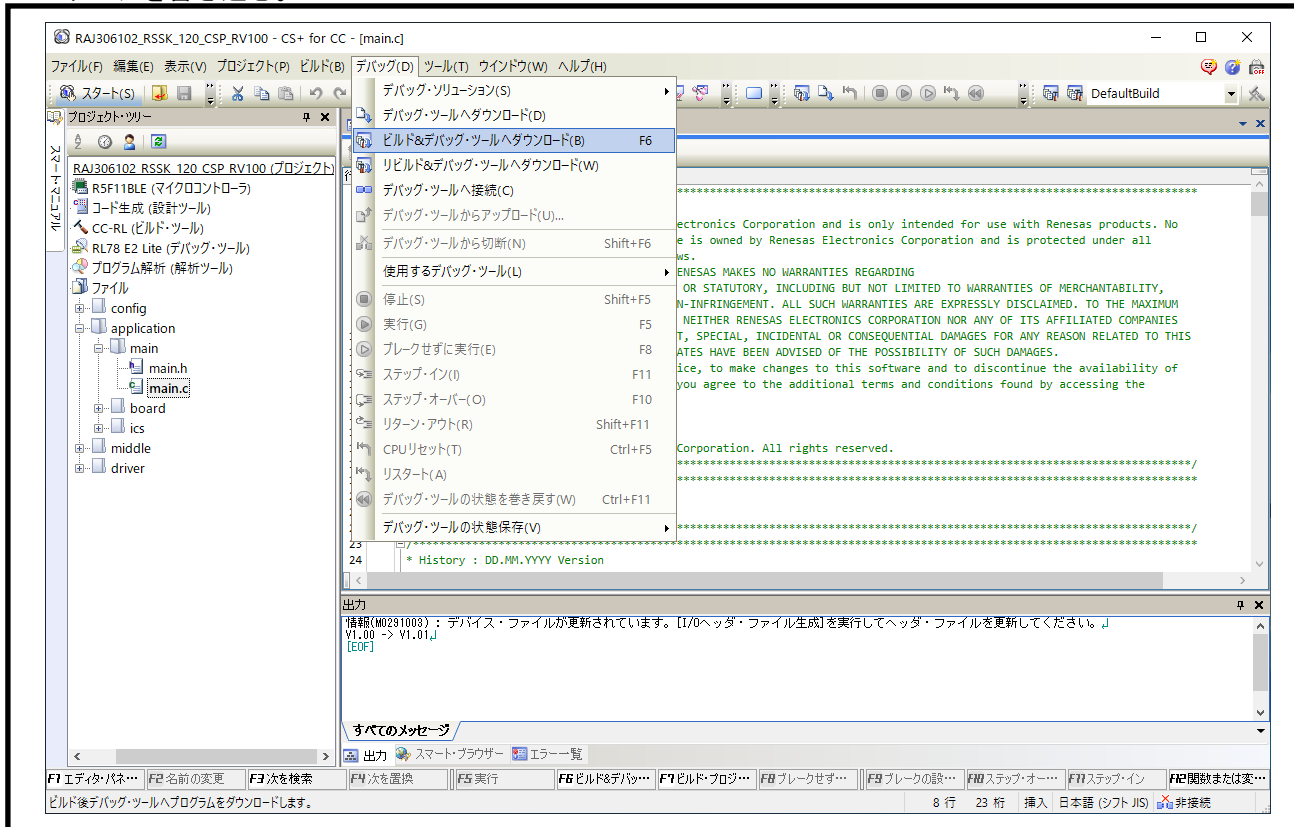 RAJ306102_RSSK_120_CSP_RV100 - CS+ for CC - [main.c]
ファイル(F) 編集(E) 表示(V) プロジェクト(P) ビルド(B) デバッグ(D) ツール(T) ウインドウ(W) ヘルプ(H)
スタート(S)
DefaultBuild
プロジェクト・ツリー
スマート・マニュアル
RAJ306102_RSSK_120_CSP_RV100 (プロジェクト)
R5F11BLE (マイクロコントローラ)
コード生成 (設計ツール)
CC-RL (ビルド・ツール)
RL78 E2 Lite (デバッグ・ツール)
プログラム解析 (解析ツール)
ファイル
config
application
main
main.h
main.c
board
ics
middle
driver
デバッグ・ソリューション(S)
デバッグ・ツールへダウンロード(D)
ビルド&デバッグ・ツールへダウンロード(B) F6
リビルド&デバッグ・ツールへダウンロード(W)
デバッグ・ツールへ接続(C)
デバッグ・ツールからアップロード(U)...
デバッグ・ツールから切断(N) Shift+F6
使用するデバッグ・ツール(L)
停止(S) Shift+F5
実行(G) F5
ブレークせずに実行(E) F8
ステップ・イン(I) F11
ステップ・オーバー(O) F10
リターン・アウト(R) Shift+F11
CPUリセット(T) Ctrl+F5
リスタート(A)
デバッグ・ツールの状態を巻き戻す(W) Ctrl+F11
デバッグ・ツールの状態保存(V)
ectronics Corporation and is only intended for use with Renesas products. No
e is owned by Renesas Electronics Corporation and is protected under all
ws.
ENESAS MAKES NO WARRANTIES REGARDING
OR STATUTORY, INCLUDING BUT NOT LIMITED TO WARRANTIES OF MERCHANTABILITY,
N-INFRINGEMENT. ALL SUCH WARRANTIES ARE EXPRESSLY DISCLAIMED. TO THE MAXIMUM
NEITHER RENESAS ELECTRONICS CORPORATION NOR ANY OF ITS AFFILIATED COMPANIES
T, SPECIAL, INCIDENTAL OR CONSEQUENTIAL DAMAGES FOR ANY REASON RELATED TO THIS
ATES HAVE BEEN ADVISED OF THE POSSIBILITY OF SUCH DAMAGES.
ice, to make changes to this software and to discontinue the availability of
you agree to the additional terms and conditions found by accessing the
Corporation. All rights reserved.
23
24 * History : DD.MM.YYYY Version
出力
情報(M0291003) : デバイス・ファイルが更新されています。[I/Oヘッダ・ファイル生成]を実行してヘッダ・ファイルを更新してください。↲
V1.00 -> V1.01↲
[EOF]
すべてのメッセージ
出力 スマート・ブラウザー エラー一覧
F1 エディタ・パネ… F2 名前の変更 F3 次を検索 F4 次を置換 F5 実行 F6 ビルド&デバッ… F7 ビルド・プロジ… F8 ブレークせず… F9 ブレークの設… F10 ステップ・オー… F11 ステップ・イン F12 関数または変…
ビルド後デバッグ・ツールへプログラムをダウンロードします。 8 行 23 桁 挿入 日本語 (シフト JIS) 非接続